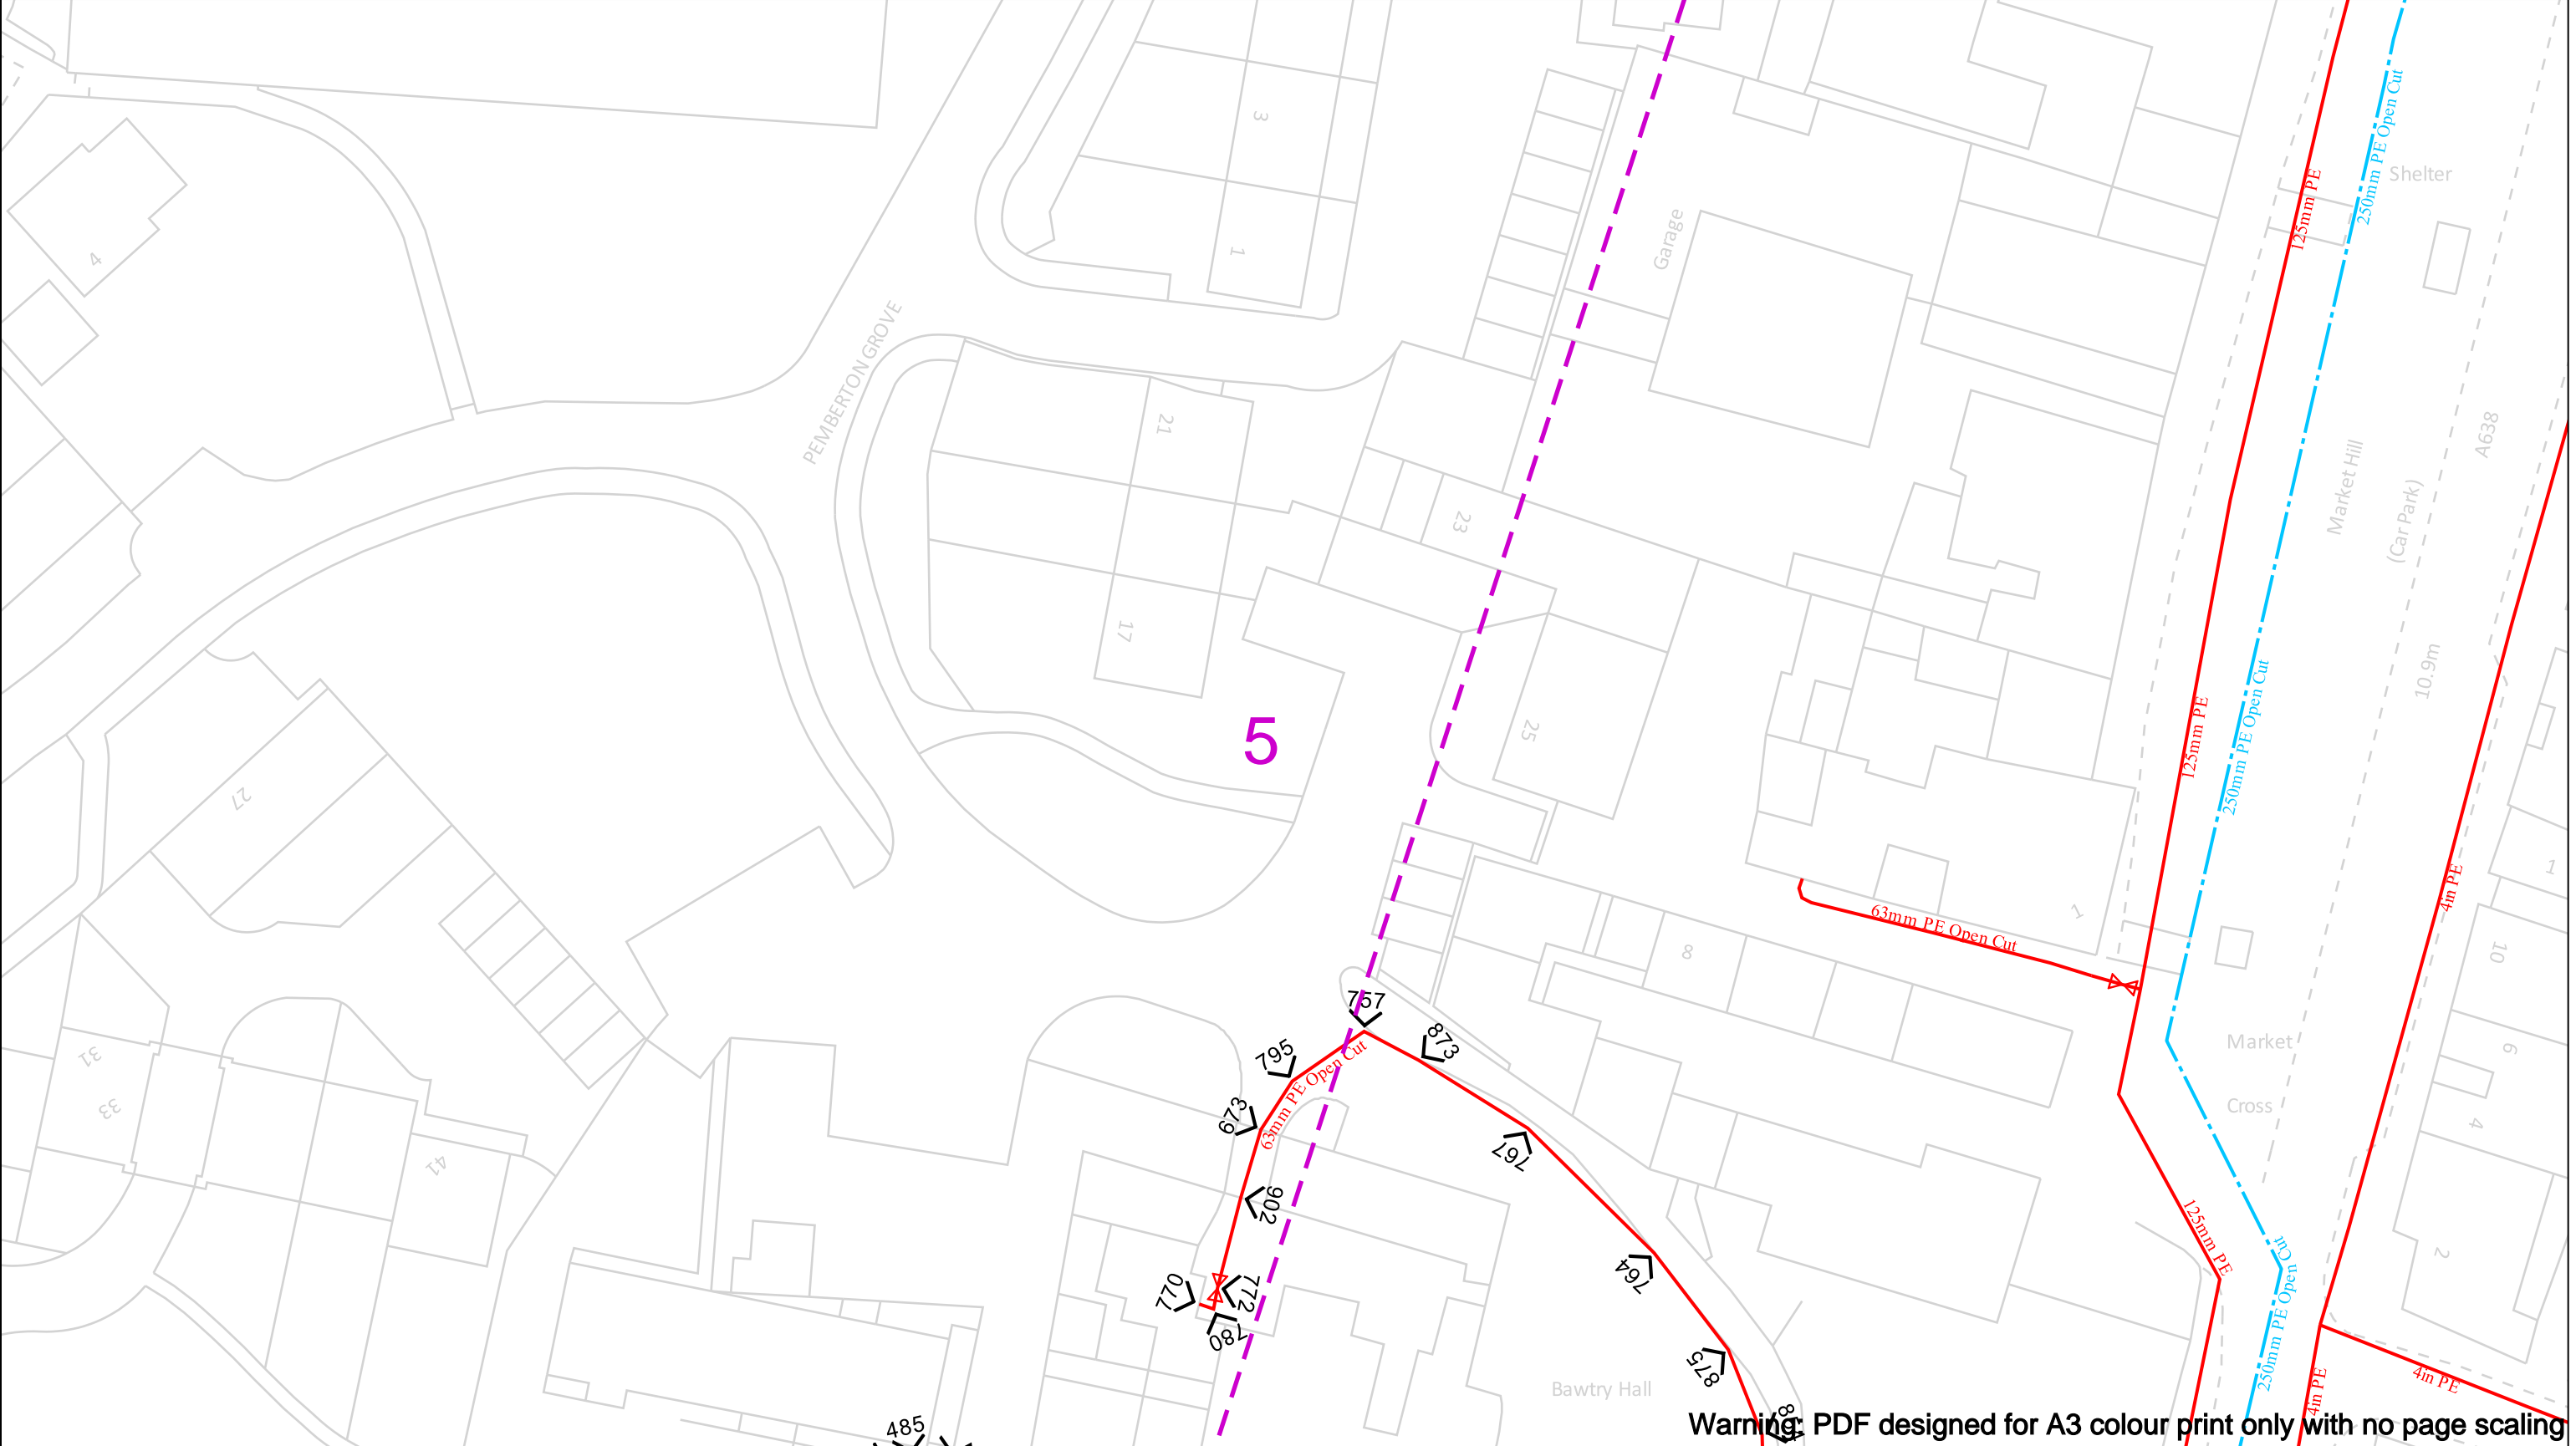 3
1
4
PEMBERTON GROVE
Garage
Shelter
250mm PE Open Cut
125mm PE
A638
Market Hill
(Car Park)
21
23
17
25
5
10.9m
125mm PE
250mm PE Open Cut
27
4in PE
1
1
63mm PE Open Cut
8
10
757
873
795
Market
Cross
31
33
673
63mm PE Open Cut
6
4
767
41
902
2
125mm PE
764
770
772
780
250mm PE Open Cut
Cut
875
Bawtry Hall
4in PE
4in PE
485
Warning: PDF designed for A3 colour print only with no page scaling